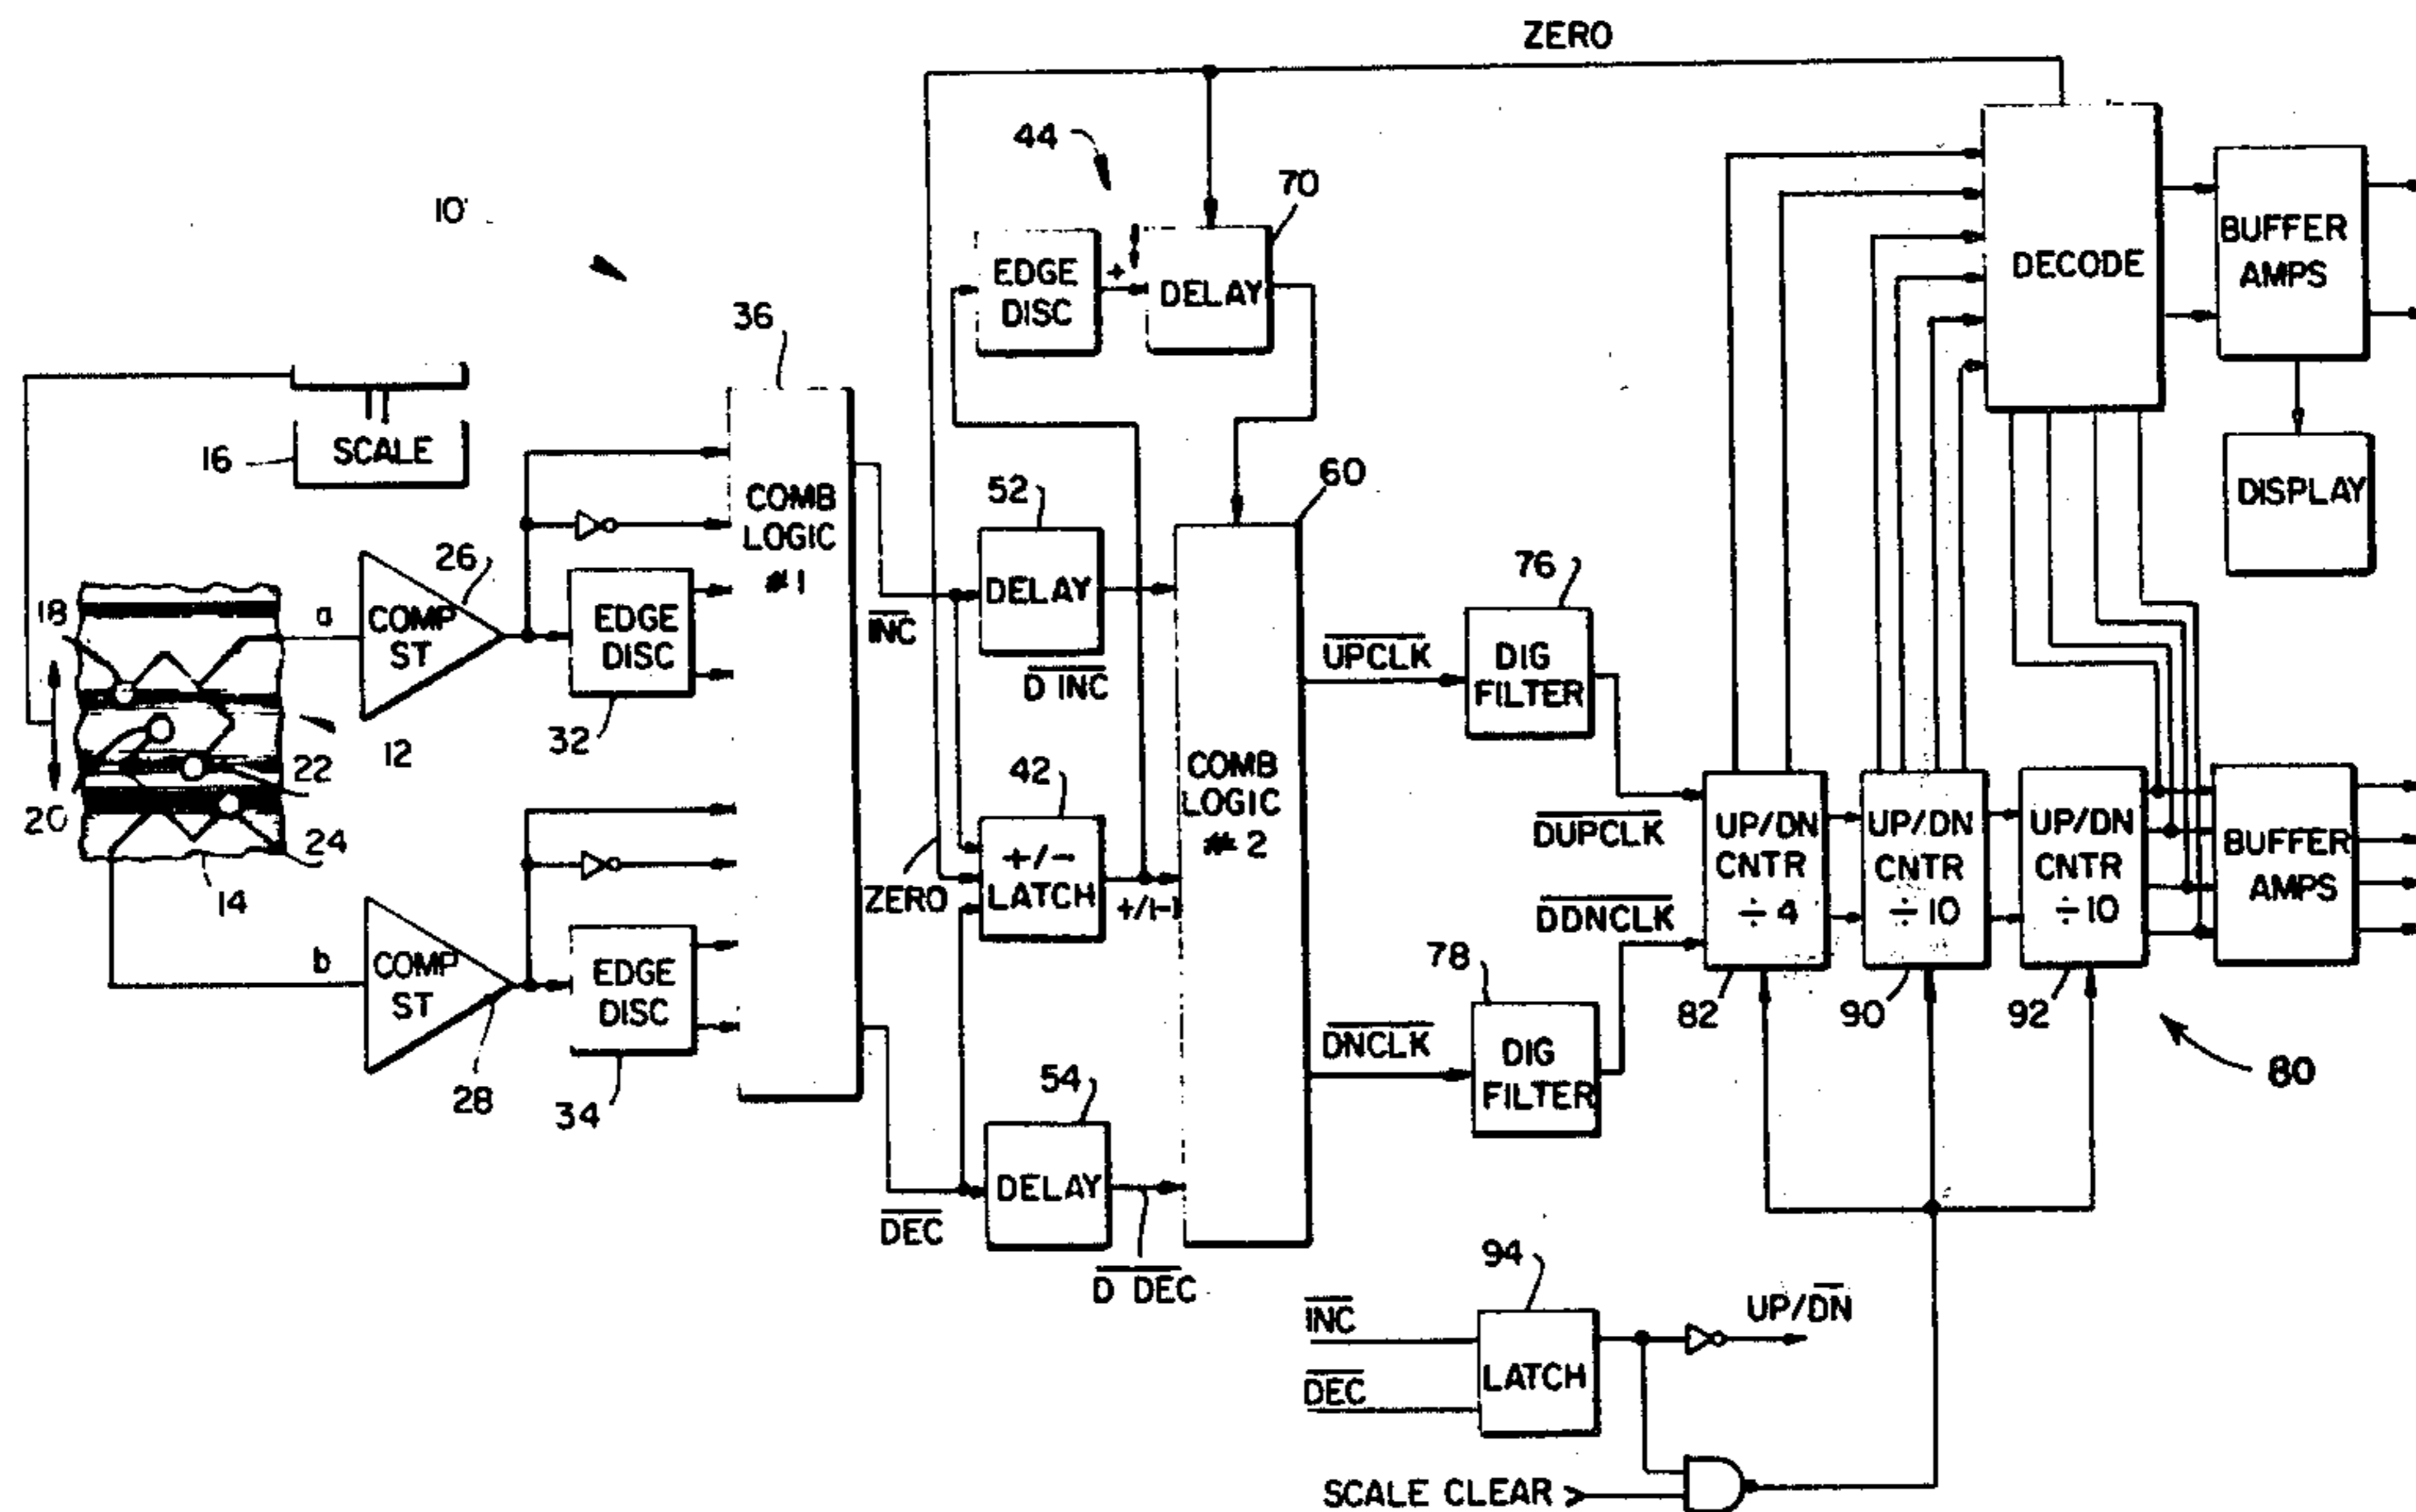 ZERO
10
44
70
EDGE
DISC
+
DELAY
DECODE
BUFFER
AMPS
DISPLAY
36
16
SCALE
COMB
LOGIC
#1
52
DELAY
INC
D INC
60
18
a
26
COMP
ST
EDGE
DISC
32
12
20
22
24
14
b
COMP
ST
28
EDGE
DISC
34
42
+/-
LATCH
ZERO
+/(-)
COMB
LOGIC
#2
54
DELAY
DEC
D DEC
UPCLK
76
DIG
FILTER
DUPCLK
DDNCLK
DNCLK
78
DIG
FILTER
UP/DN
CNTR
÷4
82
UP/DN
CNTR
÷10
90
UP/DN
CNTR
÷10
92
BUFFER
AMPS
80
94
INC
DEC
LATCH
UP/DN
SCALE CLEAR